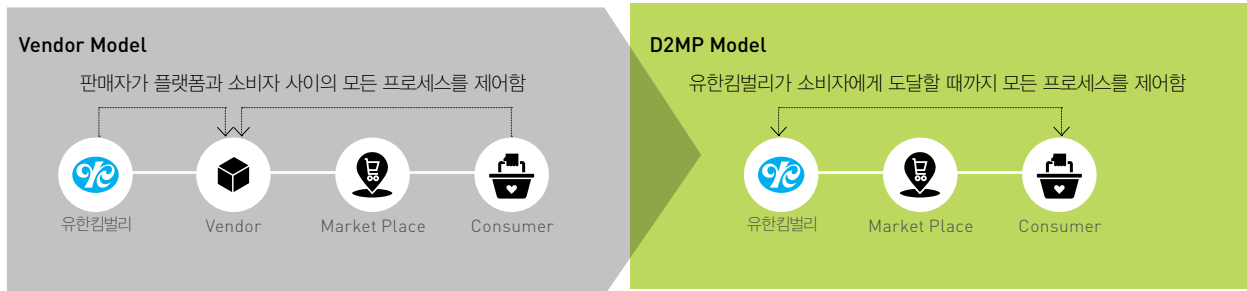 Vendor Model
판매자가 플랫폼과 소비자 사이의 모든 프로세스를 제어함
유한킴벌리
Vendor
Market Place
Consumer
D2MP Model
유한킴벌리가 소비자에게 도달할 때까지 모든 프로세스를 제어함
유한킴벌리
Market Place
Consumer